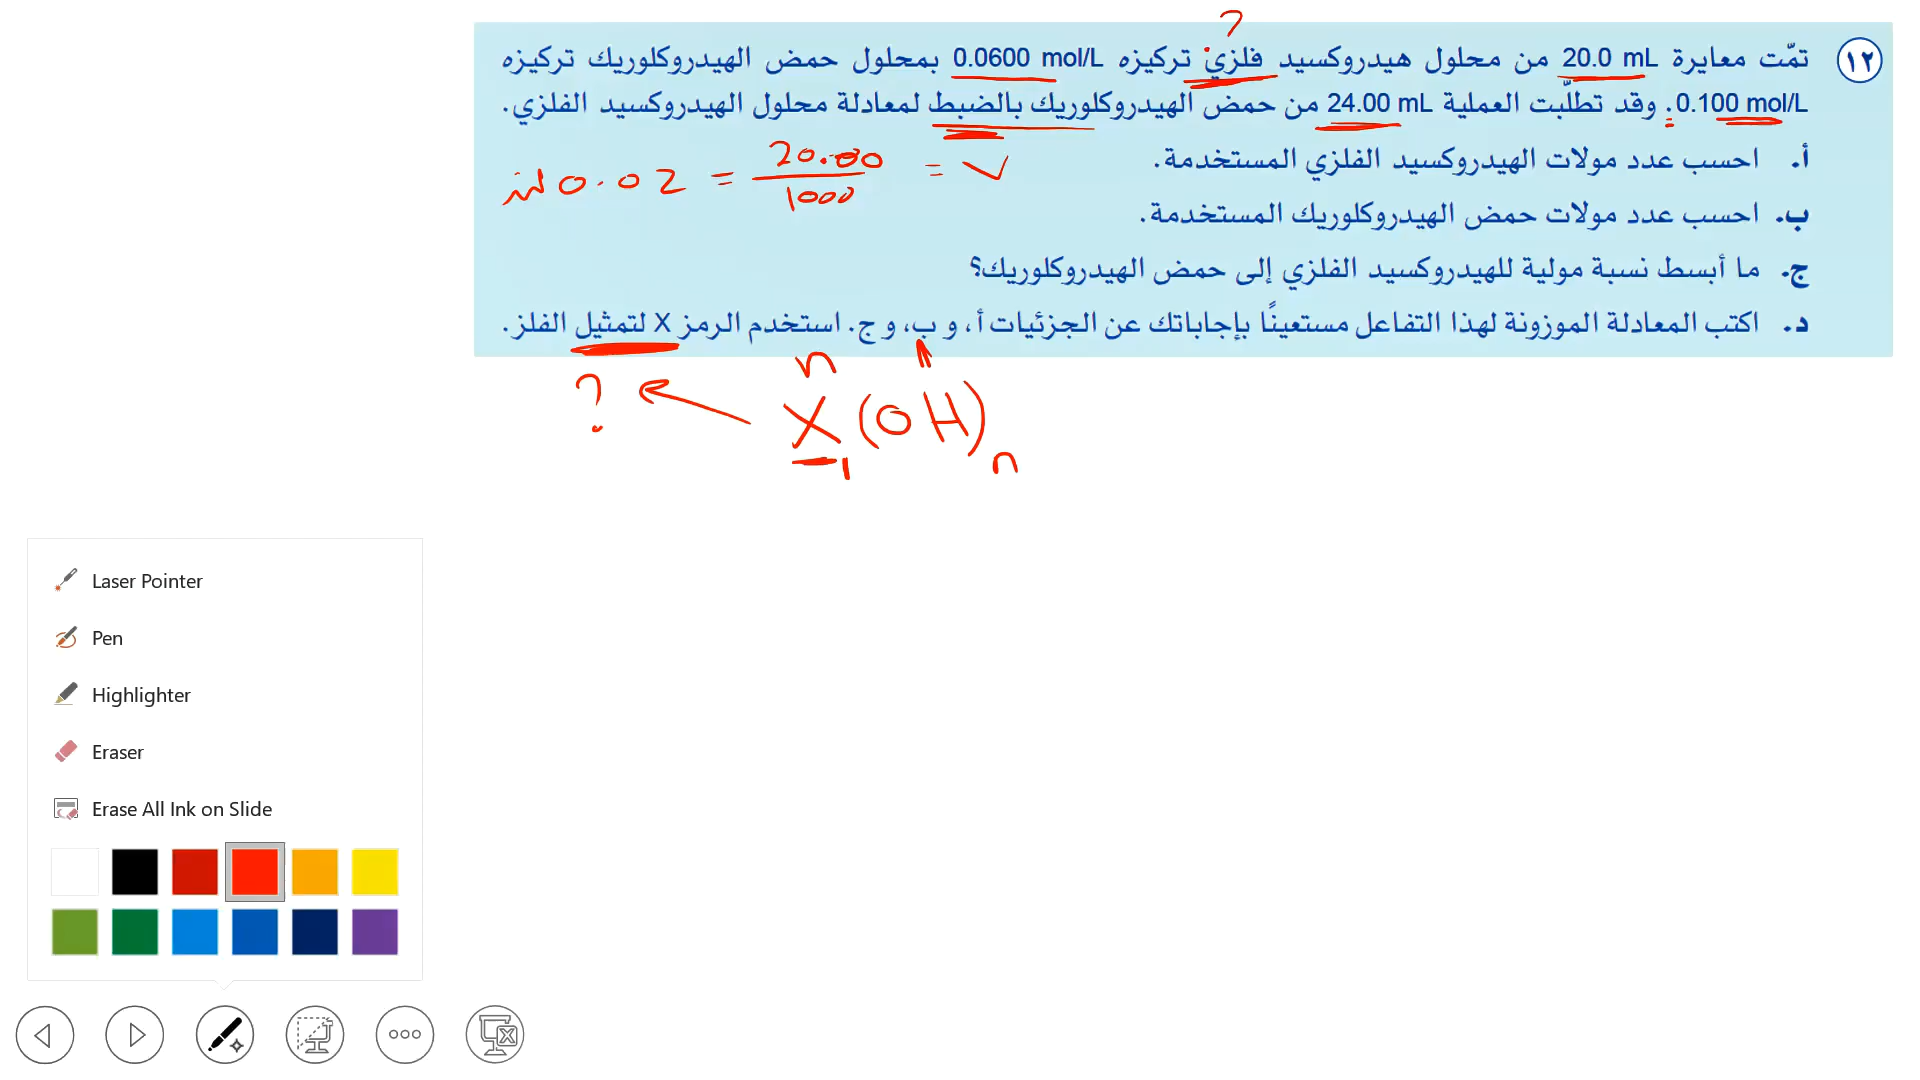 ?
١٢ تمّت معايرة 20.0 mL من محلول هيدروكسيد فلزي تركيزه 0.0600 mol/L بمحلول حمض الهيدروكلوريك تركيزه
0.100 mol/L. وقد تطلّبت العملية 24.00 mL من حمض الهيدروكلوريك بالضبط لمعادلة محلول الهيدروكسيد الفلزي.
أ. احسب عدد مولات الهيدروكسيد الفلزي المستخدمة.
V = 20.00 / 1000 = 0.02 لتر
ب. احسب عدد مولات حمض الهيدروكلوريك المستخدمة.
ج. ما أبسط نسبة مولية للهيدروكسيد الفلزي إلى حمض الهيدروكلوريك؟
د. اكتب المعادلة الموزونة لهذا التفاعل مستعينًا بإجاباتك عن الجزئيات أ، و ب، و ج. استخدم الرمز X لتمثيل الفلز.
n 1
? X1(OH)n
Laser Pointer
Pen
Highlighter
Eraser
Erase All Ink on Slide